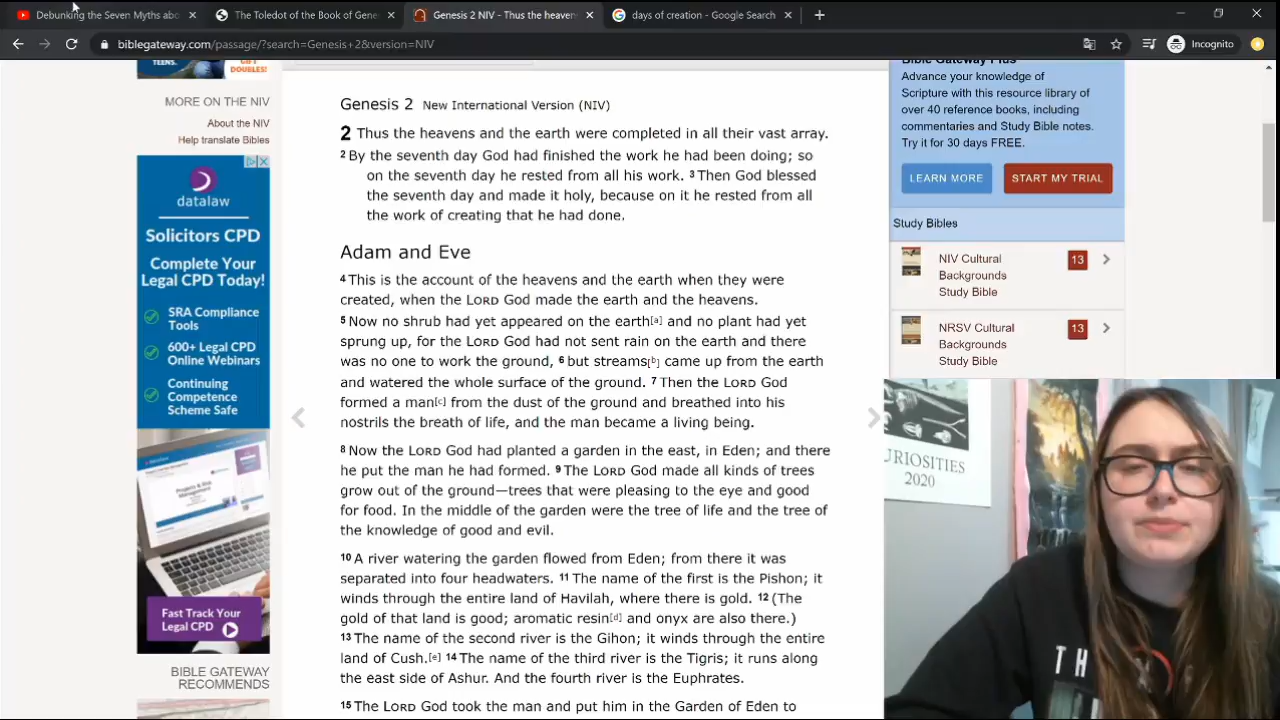 Debunking the Seven Myths abo
The Toledot of the Book of Gene
Genesis 2 NIV - Thus the heaven
days of creation - Google Search
biblegateway.com/passage/?search=Genesis+2&version=NIV
Incognito
TEENS.
GIFT
DOUBLES!
MORE ON THE NIV
About the NIV
Help translate Bibles
datalaw
Solicitors CPD
Complete Your
Legal CPD Today!
SRA Compliance
Tools
600+ Legal CPD
Online Webinars
Continuing
Competence
Scheme Safe
Fast Track Your
Legal CPD
BIBLE GATEWAY
RECOMMENDS
Genesis 2 New International Version (NIV)
2 Thus the heavens and the earth were completed in all their vast array.
2 By the seventh day God had finished the work he had been doing; so
on the seventh day he rested from all his work. 3 Then God blessed
the seventh day and made it holy, because on it he rested from all
the work of creating that he had done.
Adam and Eve
4 This is the account of the heavens and the earth when they were
created, when the LORD God made the earth and the heavens.
5 Now no shrub had yet appeared on the earth[a] and no plant had yet
sprung up, for the LORD God had not sent rain on the earth and there
was no one to work the ground, 6 but streams[b] came up from the earth
and watered the whole surface of the ground. 7 Then the LORD God
formed a man[c] from the dust of the ground and breathed into his
nostrils the breath of life, and the man became a living being.
8 Now the LORD God had planted a garden in the east, in Eden; and there
he put the man he had formed. 9 The LORD God made all kinds of trees
grow out of the ground—trees that were pleasing to the eye and good
for food. In the middle of the garden were the tree of life and the tree of
the knowledge of good and evil.
10 A river watering the garden flowed from Eden; from there it was
separated into four headwaters. 11 The name of the first is the Pishon; it
winds through the entire land of Havilah, where there is gold. 12 (The
gold of that land is good; aromatic resin[d] and onyx are also there.)
13 The name of the second river is the Gihon; it winds through the entire
land of Cush.[e] 14 The name of the third river is the Tigris; it runs along
the east side of Ashur. And the fourth river is the Euphrates.
15 The LORD God took the man and put him in the Garden of Eden to
Bible Gateway Plus
Advance your knowledge of
Scripture with this resource library of
over 40 reference books, including
commentaries and Study Bible notes.
Try it for 30 days FREE.
LEARN MORE
START MY TRIAL
Study Bibles
NIV Cultural
Backgrounds
Study Bible
13
NRSV Cultural
Backgrounds
Study Bible
13
URIOSITIES
2020
TH